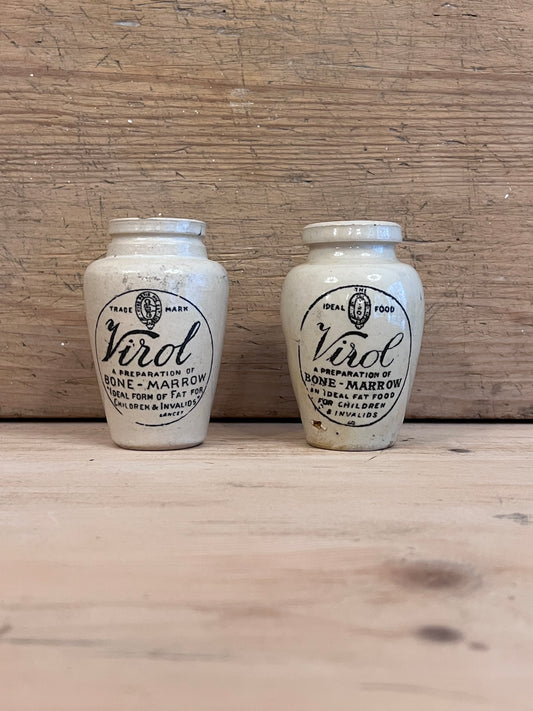 TRADE MARK
Virol
A PREPARATION OF
BONE-MARROW
"IDEAL FORM OF FAT FOR
CHILDREN & INVALIDS"
LANCET
THE
IDEAL FOOD
Virol
A PREPARATION OF
BONE-MARROW
AN IDEAL FAT FOOD
FOR CHILDREN
& INVALIDS